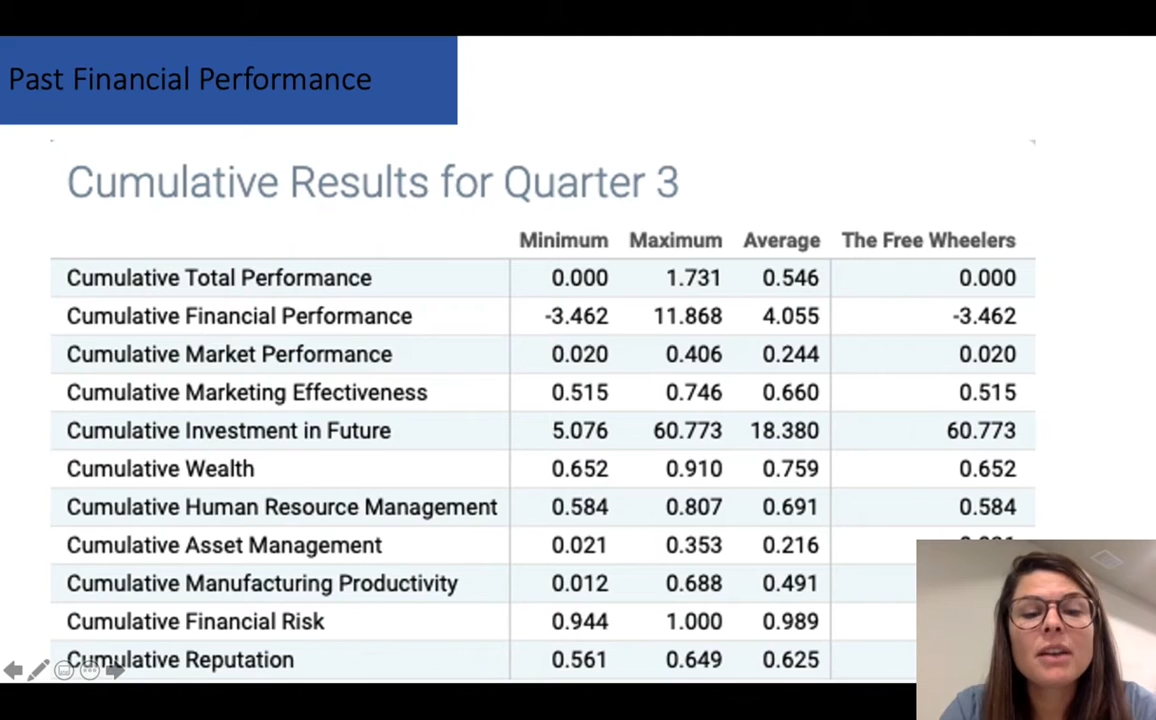 Past Financial Performance
Cumulative Results for Quarter 3
Minimum Maximum Average The Free Wheelers
Cumulative Total Performance 0.000 1.731 0.546 0.000
Cumulative Financial Performance -3.462 11.868 4.055 -3.462
Cumulative Market Performance 0.020 0.406 0.244 0.020
Cumulative Marketing Effectiveness 0.515 0.746 0.660 0.515
Cumulative Investment in Future 5.076 60.773 18.380 60.773
Cumulative Wealth 0.652 0.910 0.759 0.652
Cumulative Human Resource Management 0.584 0.807 0.691 0.584
Cumulative Asset Management 0.021 0.353 0.216
Cumulative Manufacturing Productivity 0.012 0.688 0.491
Cumulative Financial Risk 0.944 1.000 0.989
Cumulative Reputation 0.561 0.649 0.625